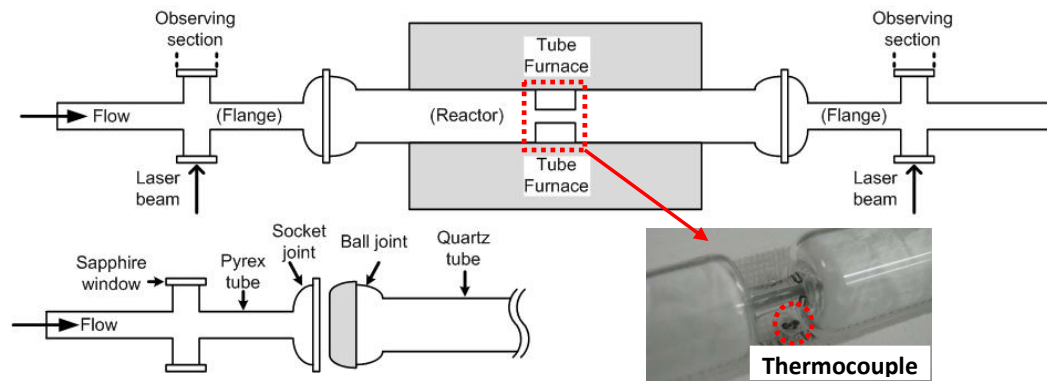 Observing
section
Tube
Furnace
Observing
section
Flow
(Flange)
(Reactor)
(Flange)
Laser
beam
Tube
Furnace
Laser
beam
Socket
joint
Ball joint
Quartz
tube
Sapphire
window
Pyrex
tube
Flow
Thermocouple